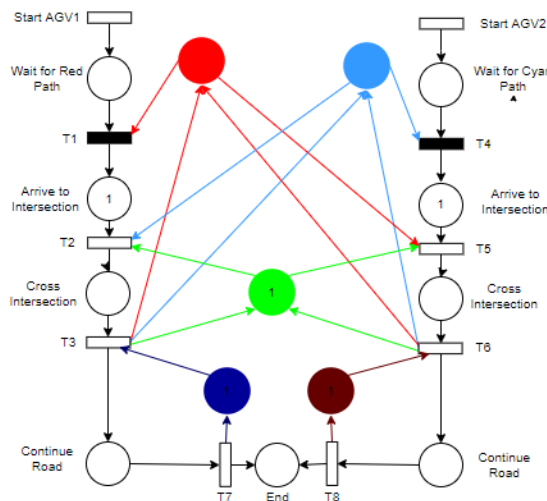 Start AGV1
Start AGV2
Wait for Red
Path
Wait for Cyan
Path
T1
T4
Arrive to
Intersection
1
1
Arrive to
Intersection
T2
T5
Cross
Intersection
1
Cross
Intersection
T3
T6
1
1
Continue
Road
Continue
Road
T7
End
T8